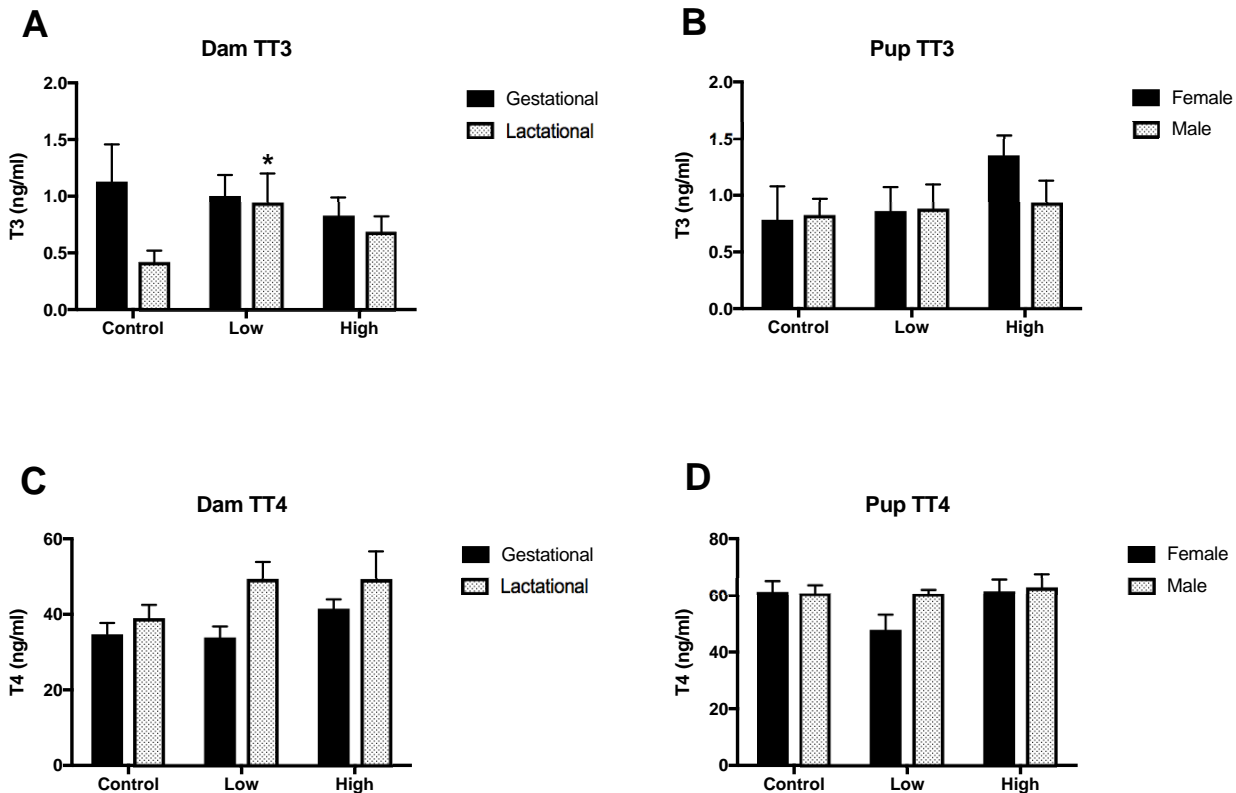 A
Dam TT3
T3 (ng/ml)
2.0
1.5
1.0
0.5
0.0
*
Control
Low
High
Gestational
Lactational
B
Pup TT3
T3 (ng/ml)
2.0
1.5
1.0
0.5
0.0
Control
Low
High
Female
Male
C
Dam TT4
T4 (ng/ml)
60
40
20
0
Control
Low
High
Gestational
Lactational
D
Pup TT4
T4 (ng/ml)
80
60
40
20
0
Control
Low
High
Female
Male